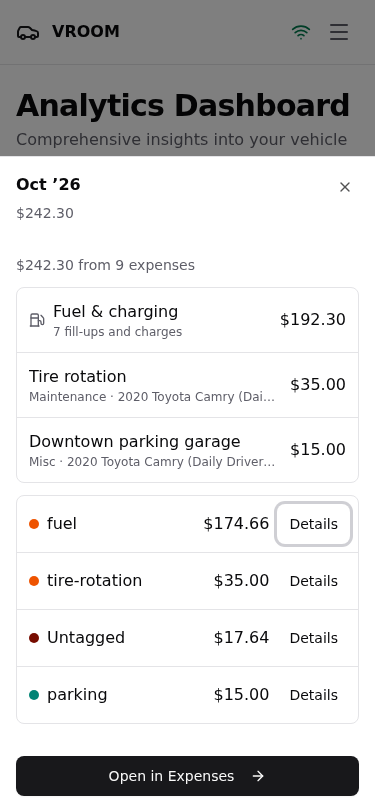 VROOM
Analytics Dashboard
Comprehensive insights into your vehicle
Oct ’26
$242.30
$242.30 from 9 expenses
Fuel & charging
7 fill-ups and charges
$192.30
Tire rotation
Maintenance · 2020 Toyota Camry (Dai…
$35.00
Downtown parking garage
Misc · 2020 Toyota Camry (Daily Driver…
$15.00
fuel $174.66 Details
tire-rotation $35.00 Details
Untagged $17.64 Details
parking $15.00 Details
Open in Expenses